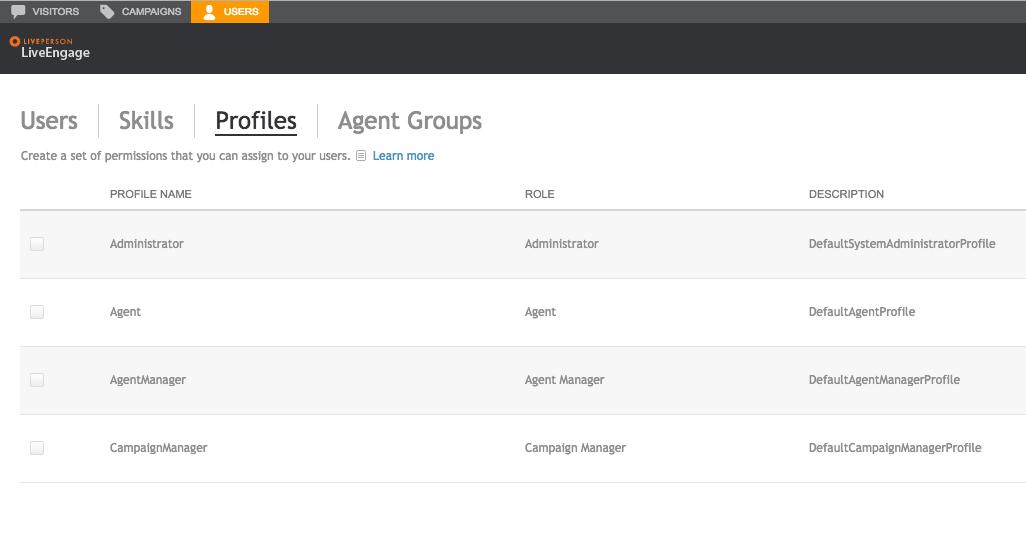 VISITORS CAMPAIGNS USERS
LIVEPERSON
LiveEngage
Users Skills Profiles Agent Groups
Create a set of permissions that you can assign to your users. Learn more
PROFILE NAME ROLE DESCRIPTION
Administrator Administrator DefaultSystemAdministratorProfile
Agent Agent DefaultAgentProfile
AgentManager Agent Manager DefaultAgentManagerProfile
CampaignManager Campaign Manager DefaultCampaignManagerProfile